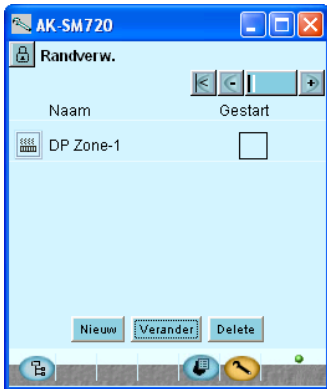 AK-SM720
Randverw.
Naam Gestart
DP Zone-1
Nieuw Verander Delete